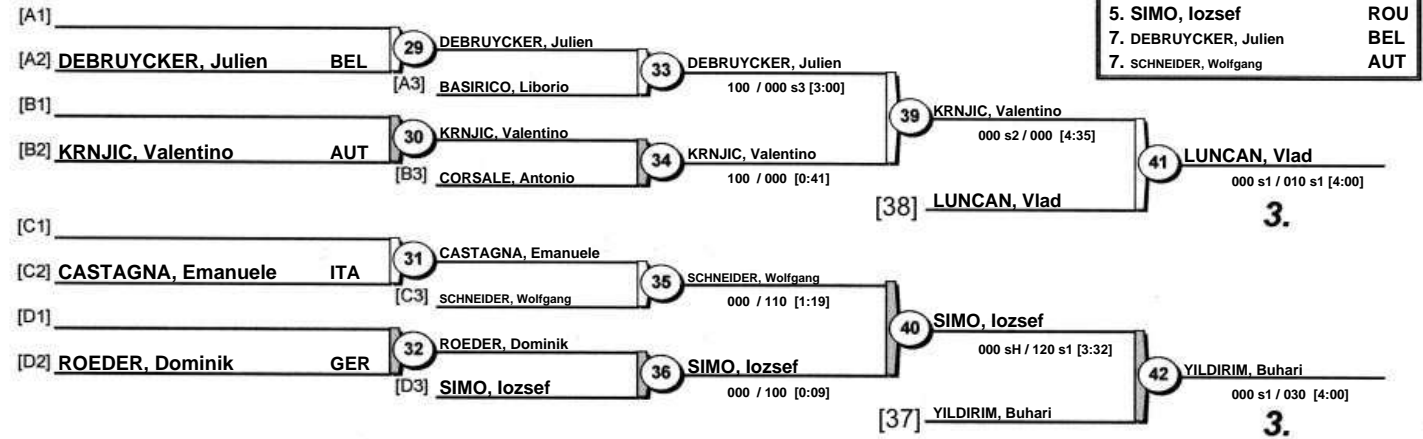 5. SIMO, Iozsef ROU
7. DEBRUYCKER, Julien BEL
7. SCHNEIDER, Wolfgang AUT
[A1]
[A2] DEBRUYCKER, Julien BEL
29 DEBRUYCKER, Julien
[A3] BASIRICO, Liborio
33 DEBRUYCKER, Julien
100 / 000 s3 [3:00]
[B1]
[B2] KRNJIC, Valentino AUT
30 KRNJIC, Valentino
[B3] CORSALE, Antonio
34 KRNJIC, Valentino
100 / 000 [0:41]
39 KRNJIC, Valentino
000 s2 / 000 [4:35]
[38] LUNCAN, Vlad
41 LUNCAN, Vlad
000 s1 / 010 s1 [4:00]
3.
[C1]
[C2] CASTAGNA, Emanuele ITA
31 CASTAGNA, Emanuele
[C3] SCHNEIDER, Wolfgang
35 SCHNEIDER, Wolfgang
000 / 110 [1:19]
[D1]
[D2] ROEDER, Dominik GER
32 ROEDER, Dominik
[D3] SIMO, Iozsef
36 SIMO, Iozsef
000 / 100 [0:09]
40 SIMO, Iozsef
000 sH / 120 s1 [3:32]
[37] YILDIRIM, Buhari
42 YILDIRIM, Buhari
000 s1 / 030 [4:00]
3.